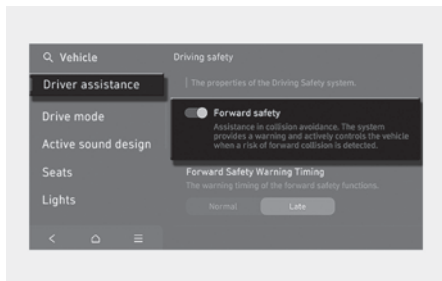 Vehicle
Driver assistance
Drive mode
Active sound design
Seats
Lights
Driving safety
The properties of the Driving Safety system.
Forward safety
Assistance in collision avoidance. The system
provides a warning and actively controls the vehicle
when a risk of forward collision is detected.
Forward Safety Warning Timing
The warning timing of the forward safety functions.
Normal
Late